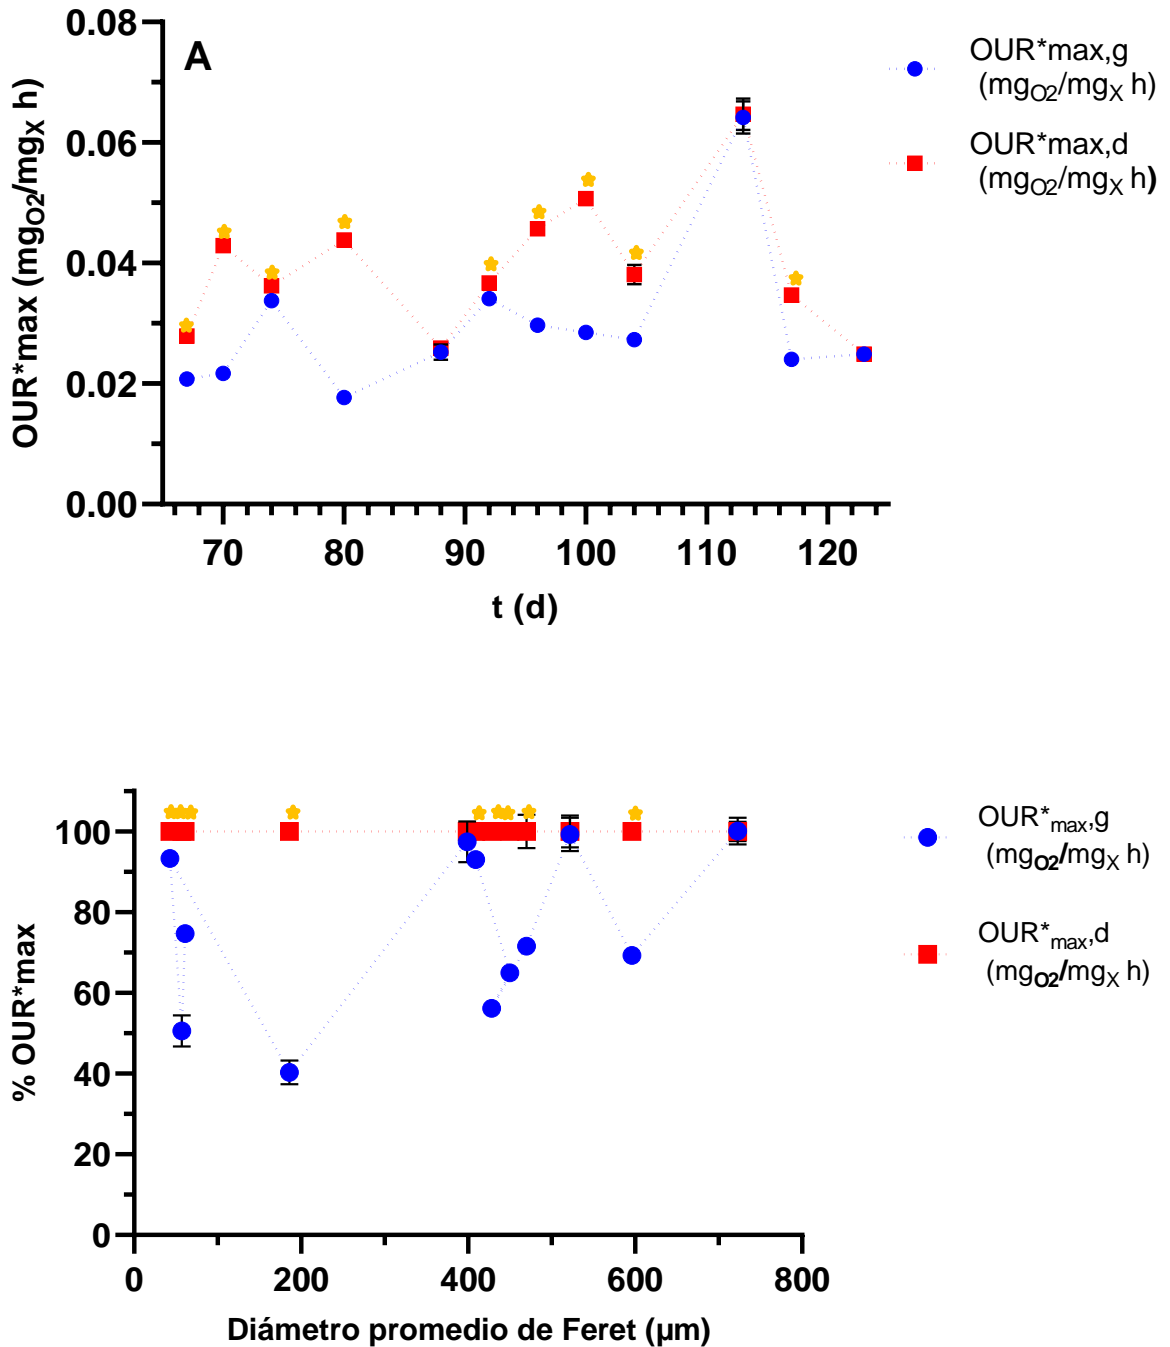 A
OUR*max (mgO2/mgX h)
0.08
0.06
0.04
0.02
0.00
70 80 90 100 110 120
t (d)
OUR*max,g
(mgO2/mgX h)
OUR*max,d
(mgO2/mgX h)
% OUR*max
100
80
60
40
20
0
0 200 400 600 800
Diámetro promedio de Feret (µm)
OUR*max,g
(mgO2/mgX h)
OUR*max,d
(mgO2/mgX h)